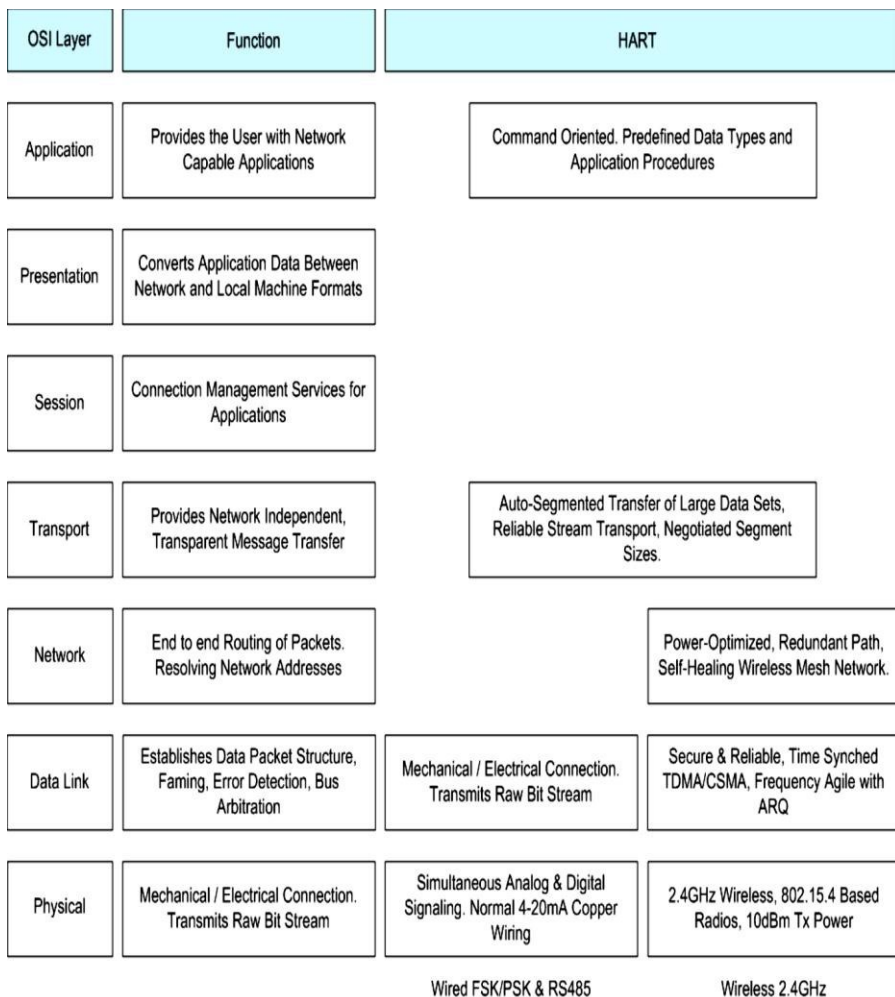 OSI Layer
Function
HART
Application
Provides the User with Network
Capable Applications
Command Oriented. Predefined Data Types and
Application Procedures
Presentation
Converts Application Data Between
Network and Local Machine Formats
Session
Connection Management Services for
Applications
Transport
Provides Network Independent,
Transparent Message Transfer
Auto-Segmented Transfer of Large Data Sets,
Reliable Stream Transport, Negotiated Segment
Sizes.
Network
End to end Routing of Packets.
Resolving Network Addresses
Power-Optimized, Redundant Path,
Self-Healing Wireless Mesh Network.
Data Link
Establishes Data Packet Structure,
Faming, Error Detection, Bus
Arbitration
Mechanical / Electrical Connection.
Transmits Raw Bit Stream
Secure & Reliable, Time Synched
TDMA/CSMA, Frequency Agile with
ARQ
Physical
Mechanical / Electrical Connection.
Transmits Raw Bit Stream
Simultaneous Analog & Digital
Signaling. Normal 4-20mA Copper
Wiring
2.4GHz Wireless, 802.15.4 Based
Radios, 10dBm Tx Power
Wired FSK/PSK & RS485
Wireless 2.4GHz